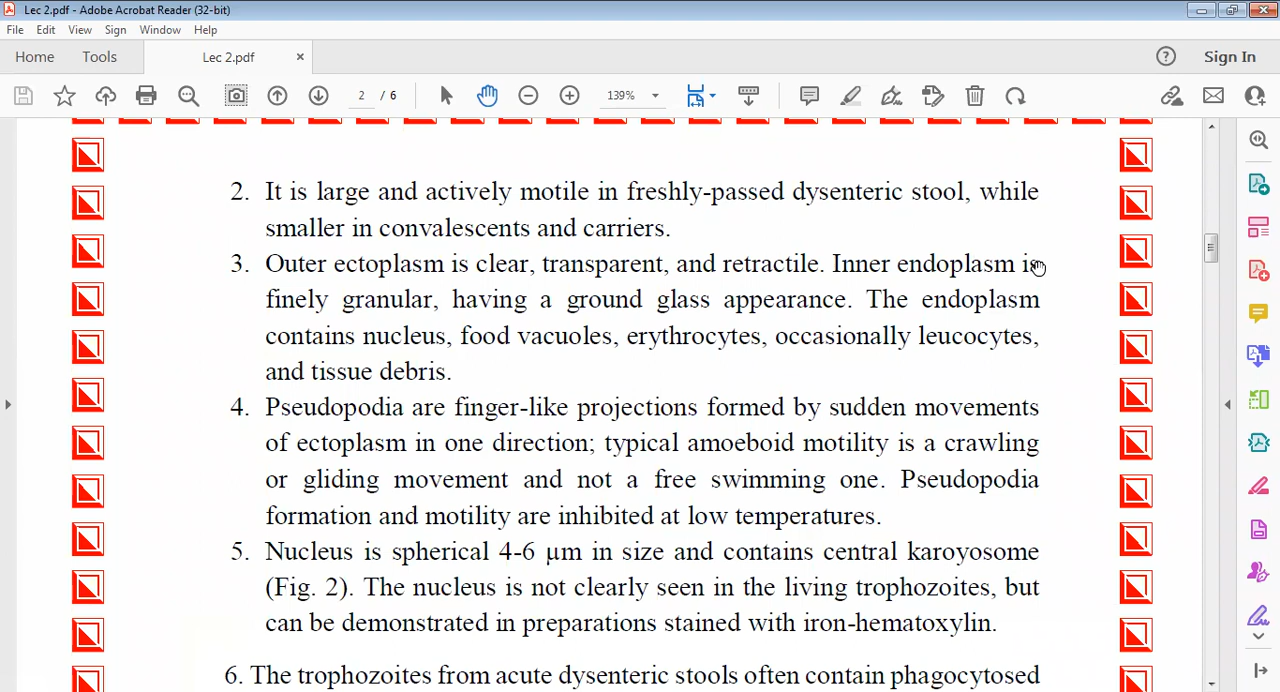 Lec 2.pdf - Adobe Acrobat Reader (32-bit)
File Edit View Sign Window Help
Home Tools Lec 2.pdf × Sign In
2 / 6 139%
2. It is large and actively motile in freshly-passed dysenteric stool, while
smaller in convalescents and carriers.
3. Outer ectoplasm is clear, transparent, and retractile. Inner endoplasm is
finely granular, having a ground glass appearance. The endoplasm
contains nucleus, food vacuoles, erythrocytes, occasionally leucocytes,
and tissue debris.
4. Pseudopodia are finger-like projections formed by sudden movements
of ectoplasm in one direction; typical amoeboid motility is a crawling
or gliding movement and not a free swimming one. Pseudopodia
formation and motility are inhibited at low temperatures.
5. Nucleus is spherical 4-6 µm in size and contains central karoyosome
(Fig. 2). The nucleus is not clearly seen in the living trophozoites, but
can be demonstrated in preparations stained with iron-hematoxylin.
6. The trophozoites from acute dysenteric stools often contain phagocytosed